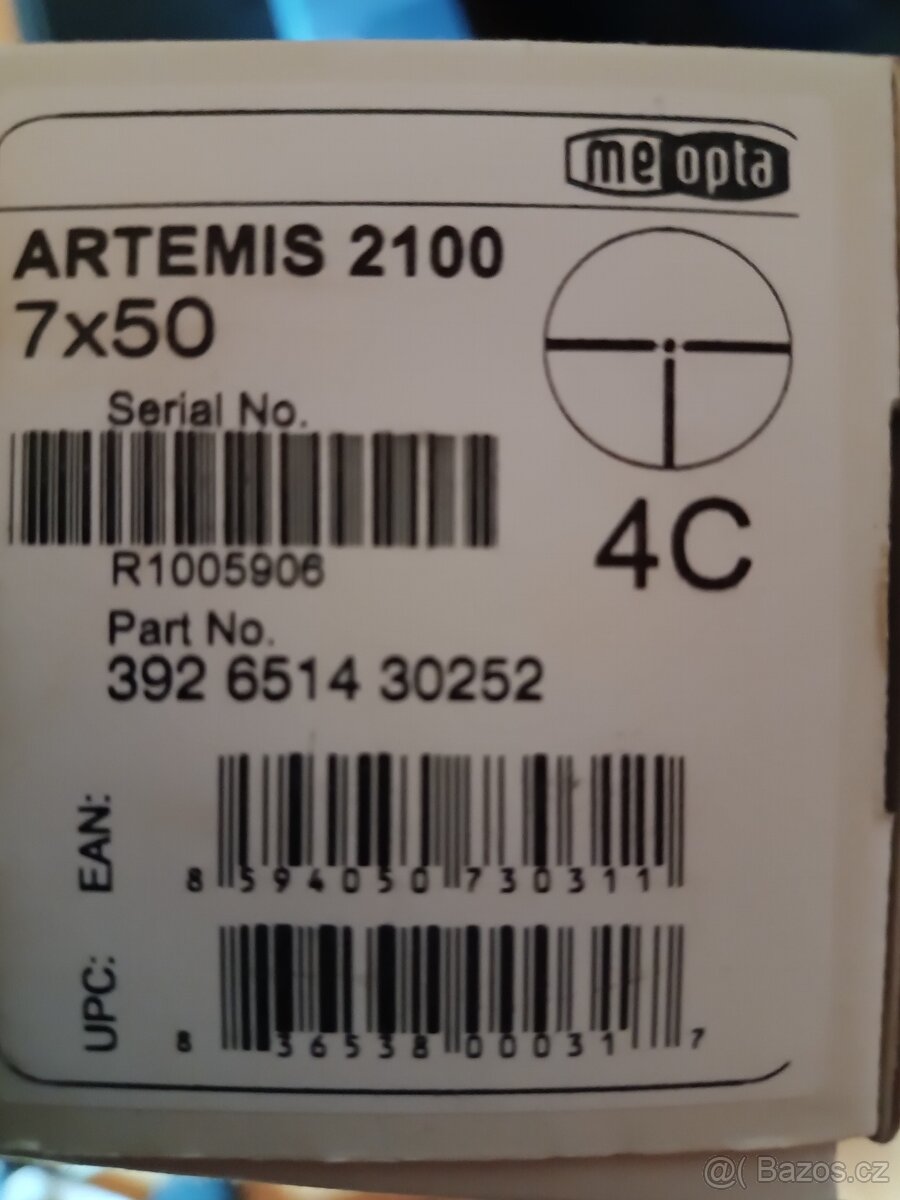 meopta
ARTEMIS 2100
7x50
Serial No.
R1005906
4C
Part No.
392 6514 30252
EAN:
8 594050 730311
UPC:
8 36538 00031 7
@( Bazos.cz